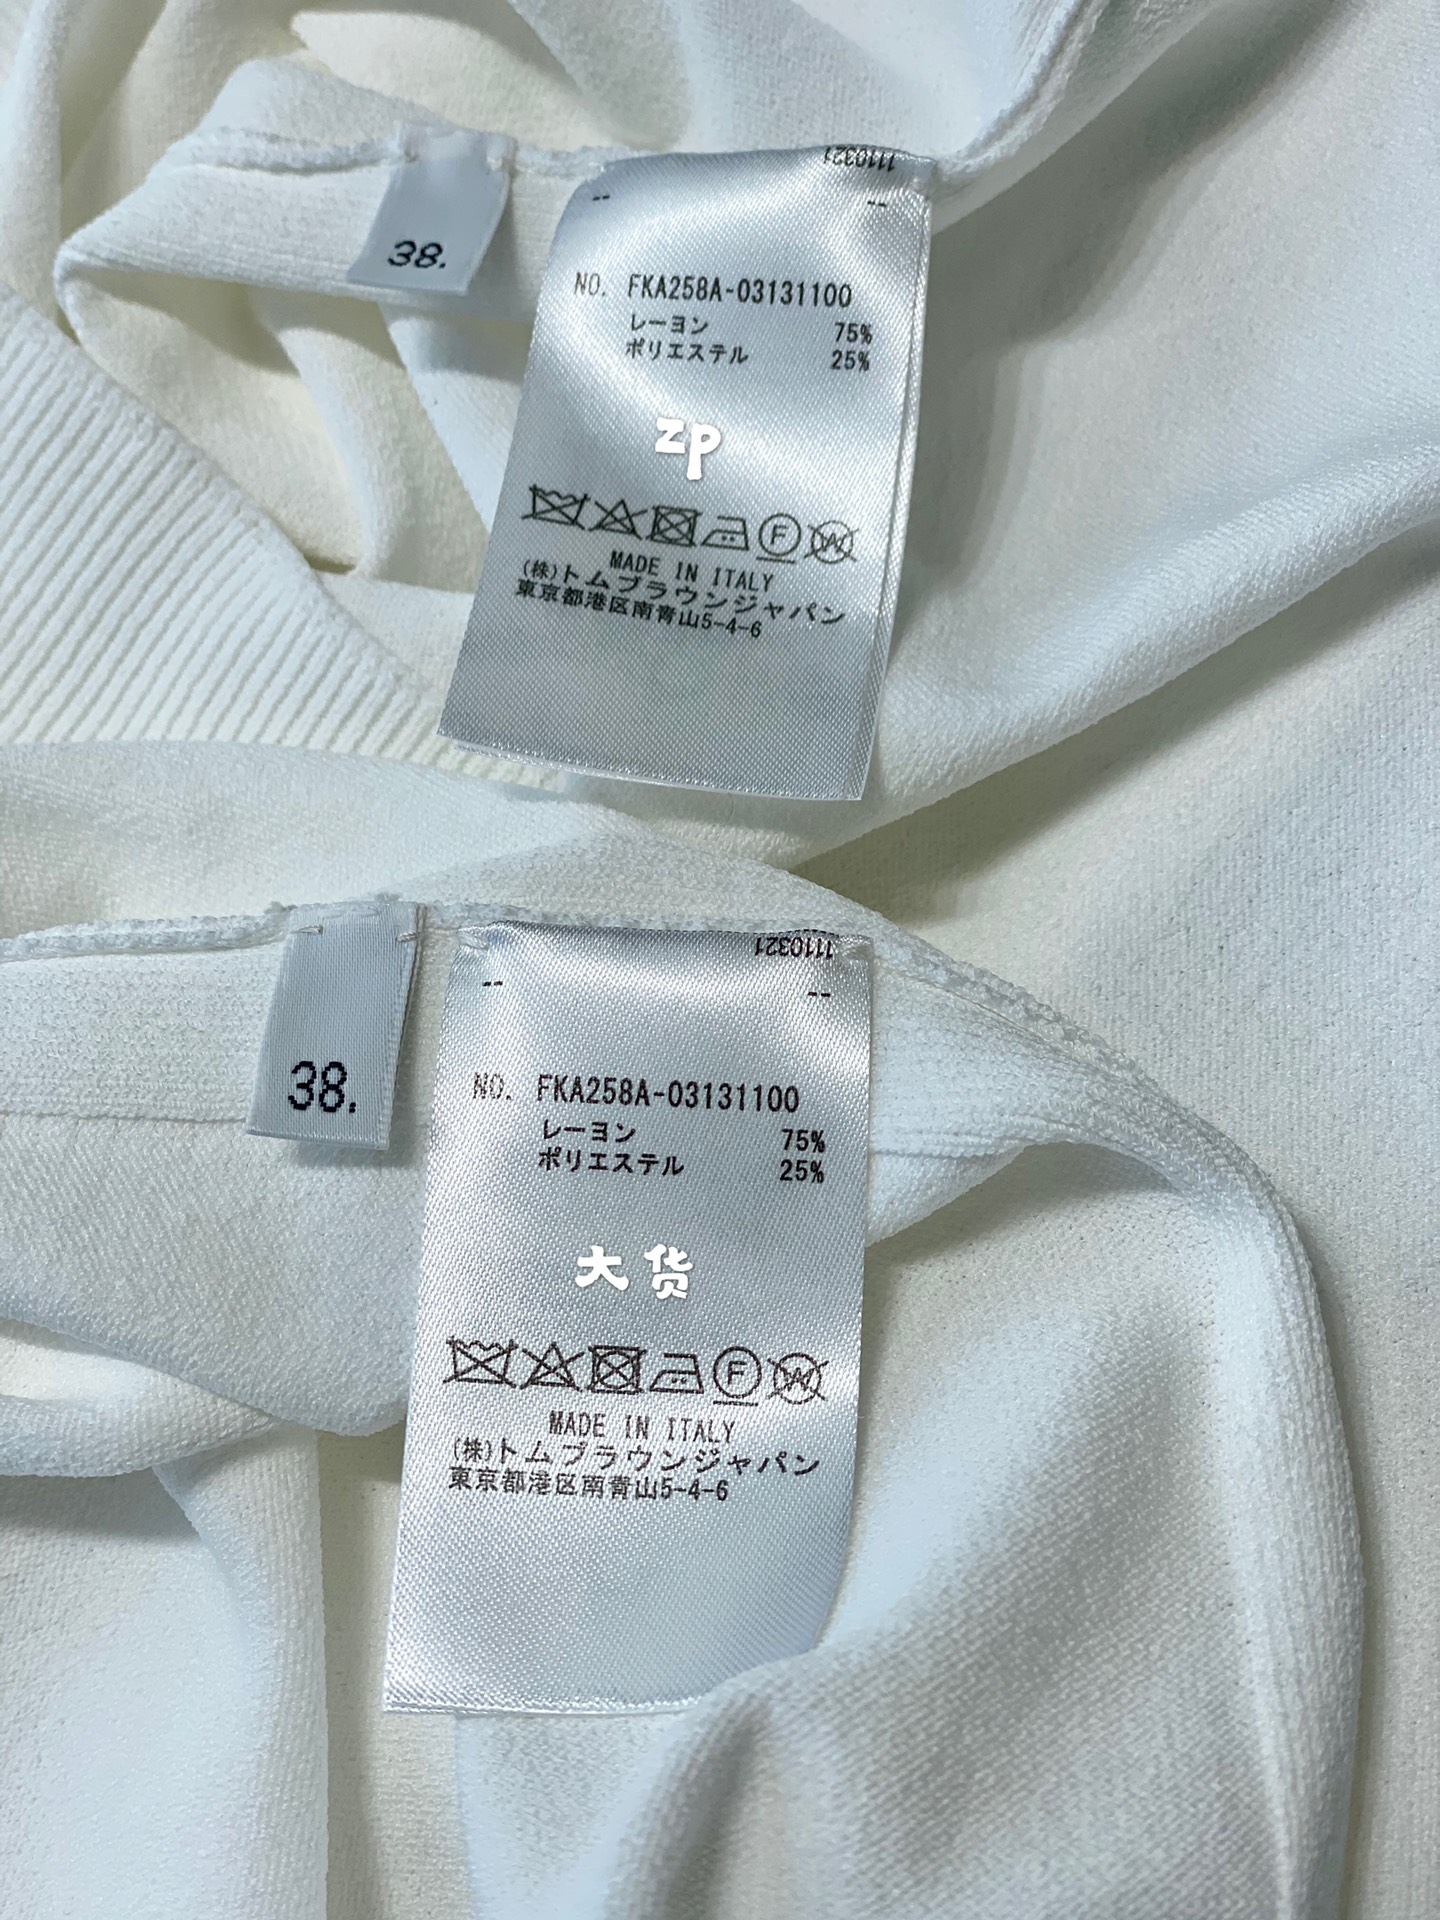 1110321
38.
NO. FKA258A-03131100
レーヨン 75%
ポリエステル 25%
zp
F W
MADE IN ITALY
(株)トムブラウンジャパン
東京都港区南青山5-4-6
1110321
38.
NO. FKA258A-03131100
レーヨン 75%
ポリエステル 25%
大货
F W
MADE IN ITALY
(株)トムブラウンジャパン
東京都港区南青山5-4-6